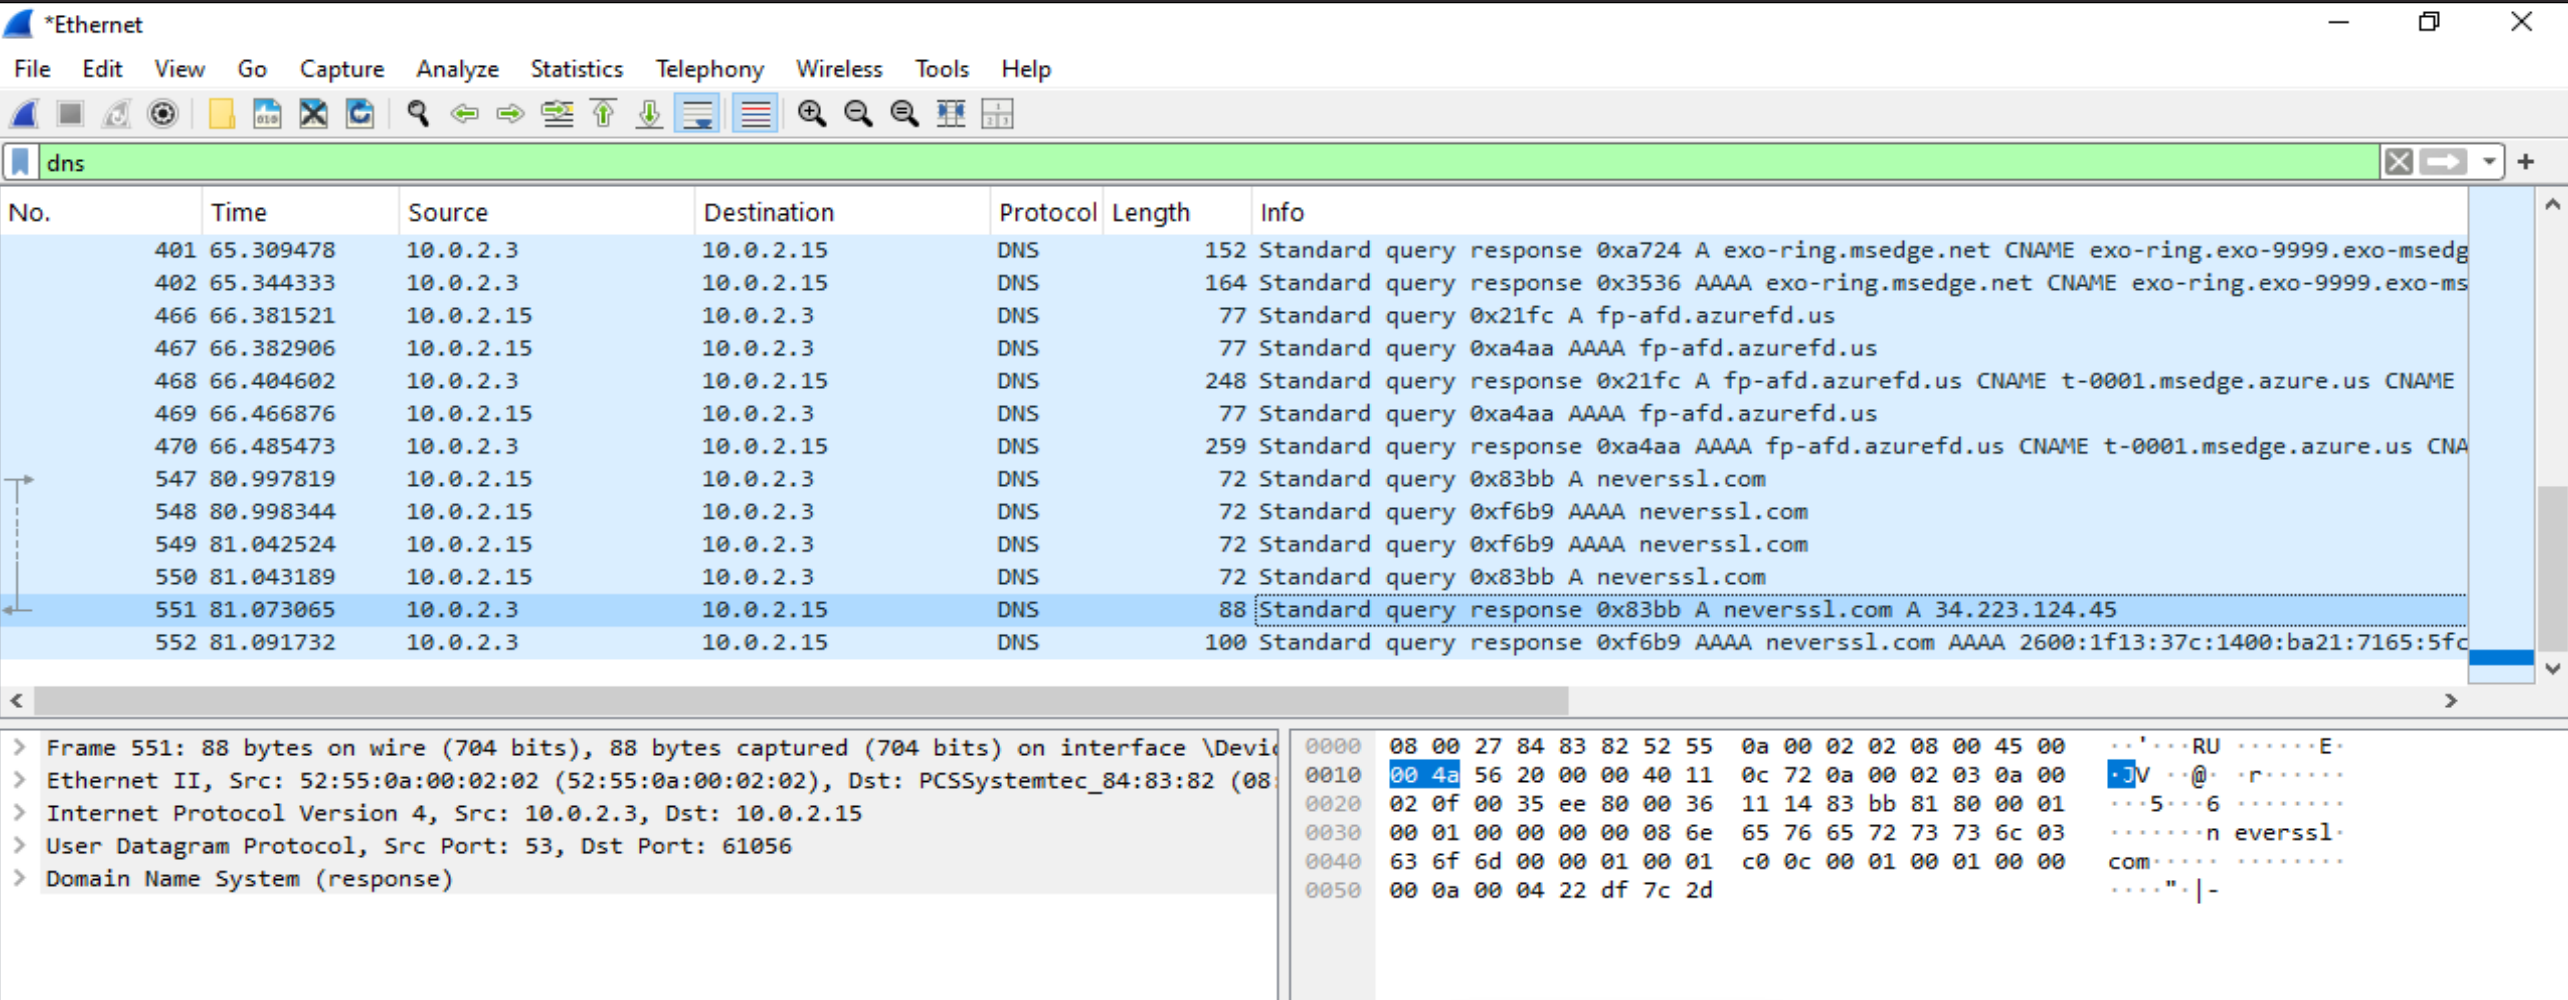 *Ethernet
File Edit View Go Capture Analyze Statistics Telephony Wireless Tools Help
dns
No. Time Source Destination Protocol Length Info
401 65.309478 10.0.2.3 10.0.2.15 DNS 152 Standard query response 0xa724 A exo-ring.msedge.net CNAME exo-ring.exo-9999.exo-msedg
402 65.344333 10.0.2.3 10.0.2.15 DNS 164 Standard query response 0x3536 AAAA exo-ring.msedge.net CNAME exo-ring.exo-9999.exo-ms
466 66.381521 10.0.2.15 10.0.2.3 DNS 77 Standard query 0x21fc A fp-afd.azurefd.us
467 66.382906 10.0.2.15 10.0.2.3 DNS 77 Standard query 0xa4aa AAAA fp-afd.azurefd.us
468 66.404602 10.0.2.3 10.0.2.15 DNS 248 Standard query response 0x21fc A fp-afd.azurefd.us CNAME t-0001.msedge.azure.us CNAME
469 66.466876 10.0.2.15 10.0.2.3 DNS 77 Standard query 0xa4aa AAAA fp-afd.azurefd.us
470 66.485473 10.0.2.3 10.0.2.15 DNS 259 Standard query response 0xa4aa AAAA fp-afd.azurefd.us CNAME t-0001.msedge.azure.us CNA
547 80.997819 10.0.2.15 10.0.2.3 DNS 72 Standard query 0x83bb A neverssl.com
548 80.998344 10.0.2.15 10.0.2.3 DNS 72 Standard query 0xf6b9 AAAA neverssl.com
549 81.042524 10.0.2.15 10.0.2.3 DNS 72 Standard query 0xf6b9 AAAA neverssl.com
550 81.043189 10.0.2.15 10.0.2.3 DNS 72 Standard query 0x83bb A neverssl.com
551 81.073065 10.0.2.3 10.0.2.15 DNS 88 Standard query response 0x83bb A neverssl.com A 34.223.124.45
552 81.091732 10.0.2.3 10.0.2.15 DNS 100 Standard query response 0xf6b9 AAAA neverssl.com AAAA 2600:1f13:37c:1400:ba21:7165:5fc
Frame 551: 88 bytes on wire (704 bits), 88 bytes captured (704 bits) on interface \Devic
Ethernet II, Src: 52:55:0a:00:02:02 (52:55:0a:00:02:02), Dst: PCSSystemtec_84:83:82 (08:
Internet Protocol Version 4, Src: 10.0.2.3, Dst: 10.0.2.15
User Datagram Protocol, Src Port: 53, Dst Port: 61056
Domain Name System (response)
0000 08 00 27 84 83 82 52 55 0a 00 02 02 08 00 45 00 ··'···RU ······E·
0010 00 4a 56 20 00 00 40 11 0c 72 0a 00 02 03 0a 00 ·JV ··@· ·r······
0020 02 0f 00 35 ee 80 00 36 11 14 83 bb 81 80 00 01 ···5···6 ········
0030 00 01 00 00 00 00 08 6e 65 76 65 72 73 73 6c 03 ·······n everssl·
0040 63 6f 6d 00 00 01 00 01 c0 0c 00 01 00 01 00 00 com····· ········
0050 00 0a 00 04 22 df 7c 2d ····"·|-